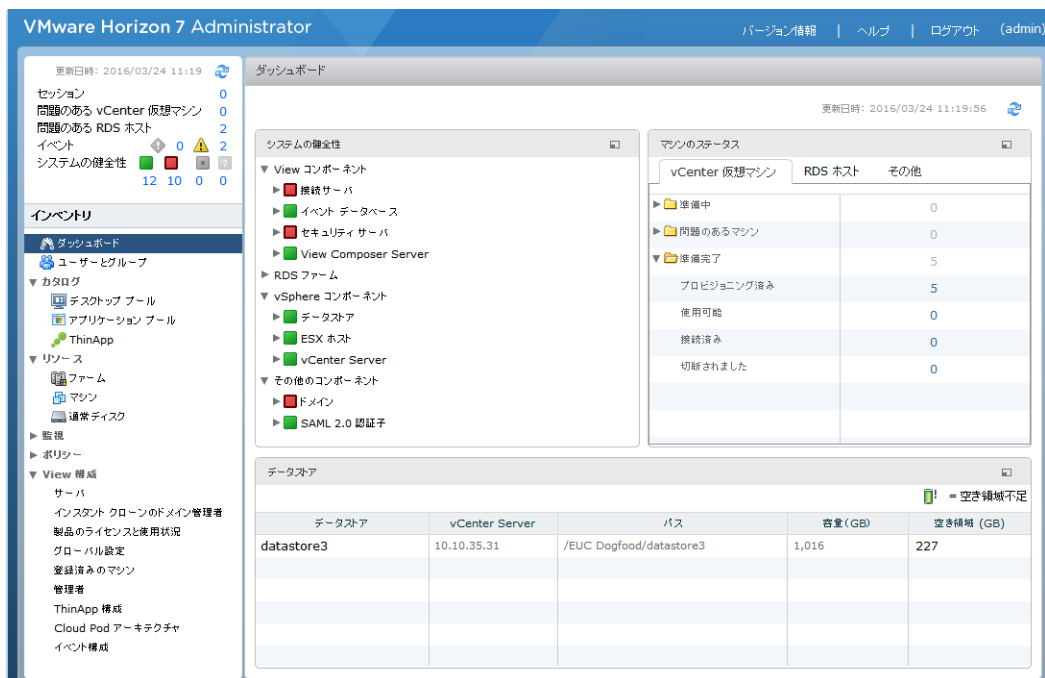 VMware Horizon 7 Administrator
バージョン情報 | ヘルプ | ログアウト (admin)
更新日時: 2016/03/24 11:19
セッション 0
問題のある vCenter 仮想マシン 0
問題のある RDS ホスト 2
イベント 0 2
システムの健全性
12 10 0 0
インベントリ
ダッシュボード
ユーザーとグループ
カタログ
デスクトップ プール
アプリケーション プール
ThinApp
リソース
ファーム
マシン
通常ディスク
監視
ポリシー
View 構成
サーバ
インスタント クローンのドメイン管理者
製品のライセンスと使用状況
グローバル設定
登録済みのマシン
管理者
ThinApp 構成
Cloud Pod アーキテクチャ
イベント構成
ダッシュボード
更新日時: 2016/03/24 11:19:56
システムの健全性
View コンポーネント
接続サーバ
イベント データベース
セキュリティ サーバ
View Composer Server
RDS ファーム
vSphere コンポーネント
データストア
ESX ホスト
vCenter Server
その他のコンポーネント
ドメイン
SAML 2.0 認証子
マシンのステータス
vCenter 仮想マシン RDS ホスト その他
準備中 0
問題のあるマシン 0
準備完了 5
プロビジョニング済み 5
使用可能 0
接続済み 0
切断されました 0
データストア
! = 空き領域不足
データストア vCenter Server パス 容量(GB) 空き領域 (GB)
datastore3 10.10.35.31 /EUC Dogfood/datastore3 1,016 227